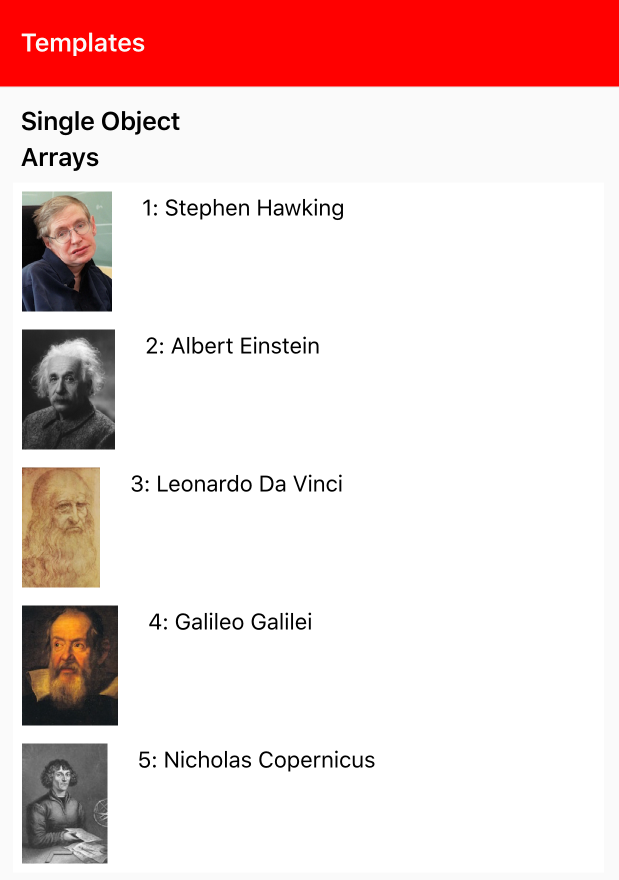 Templates
Single Object
Arrays
1: Stephen Hawking
2: Albert Einstein
3: Leonardo Da Vinci
4: Galileo Galilei
5: Nicholas Copernicus